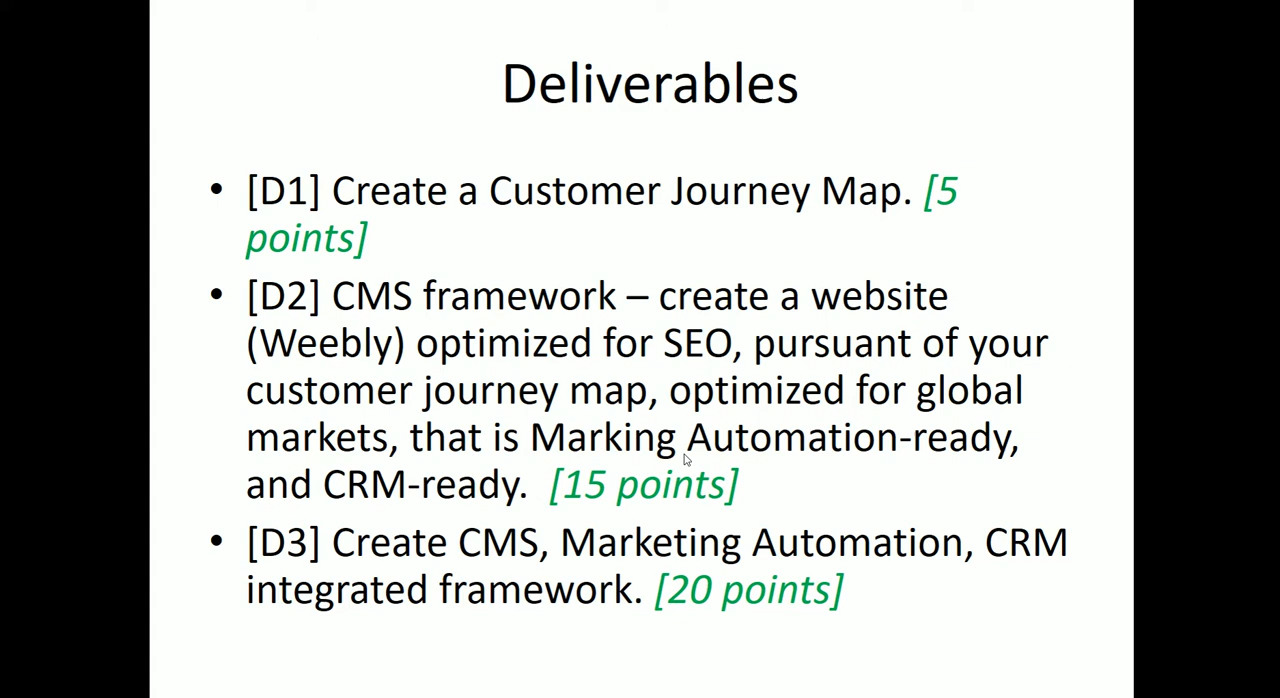 Deliverables
• [D1] Create a Customer Journey Map. [5
points]
• [D2] CMS framework – create a website
(Weebly) optimized for SEO, pursuant of your
customer journey map, optimized for global
markets, that is Marking Automation-ready,
and CRM-ready. [15 points]
• [D3] Create CMS, Marketing Automation, CRM
integrated framework. [20 points]